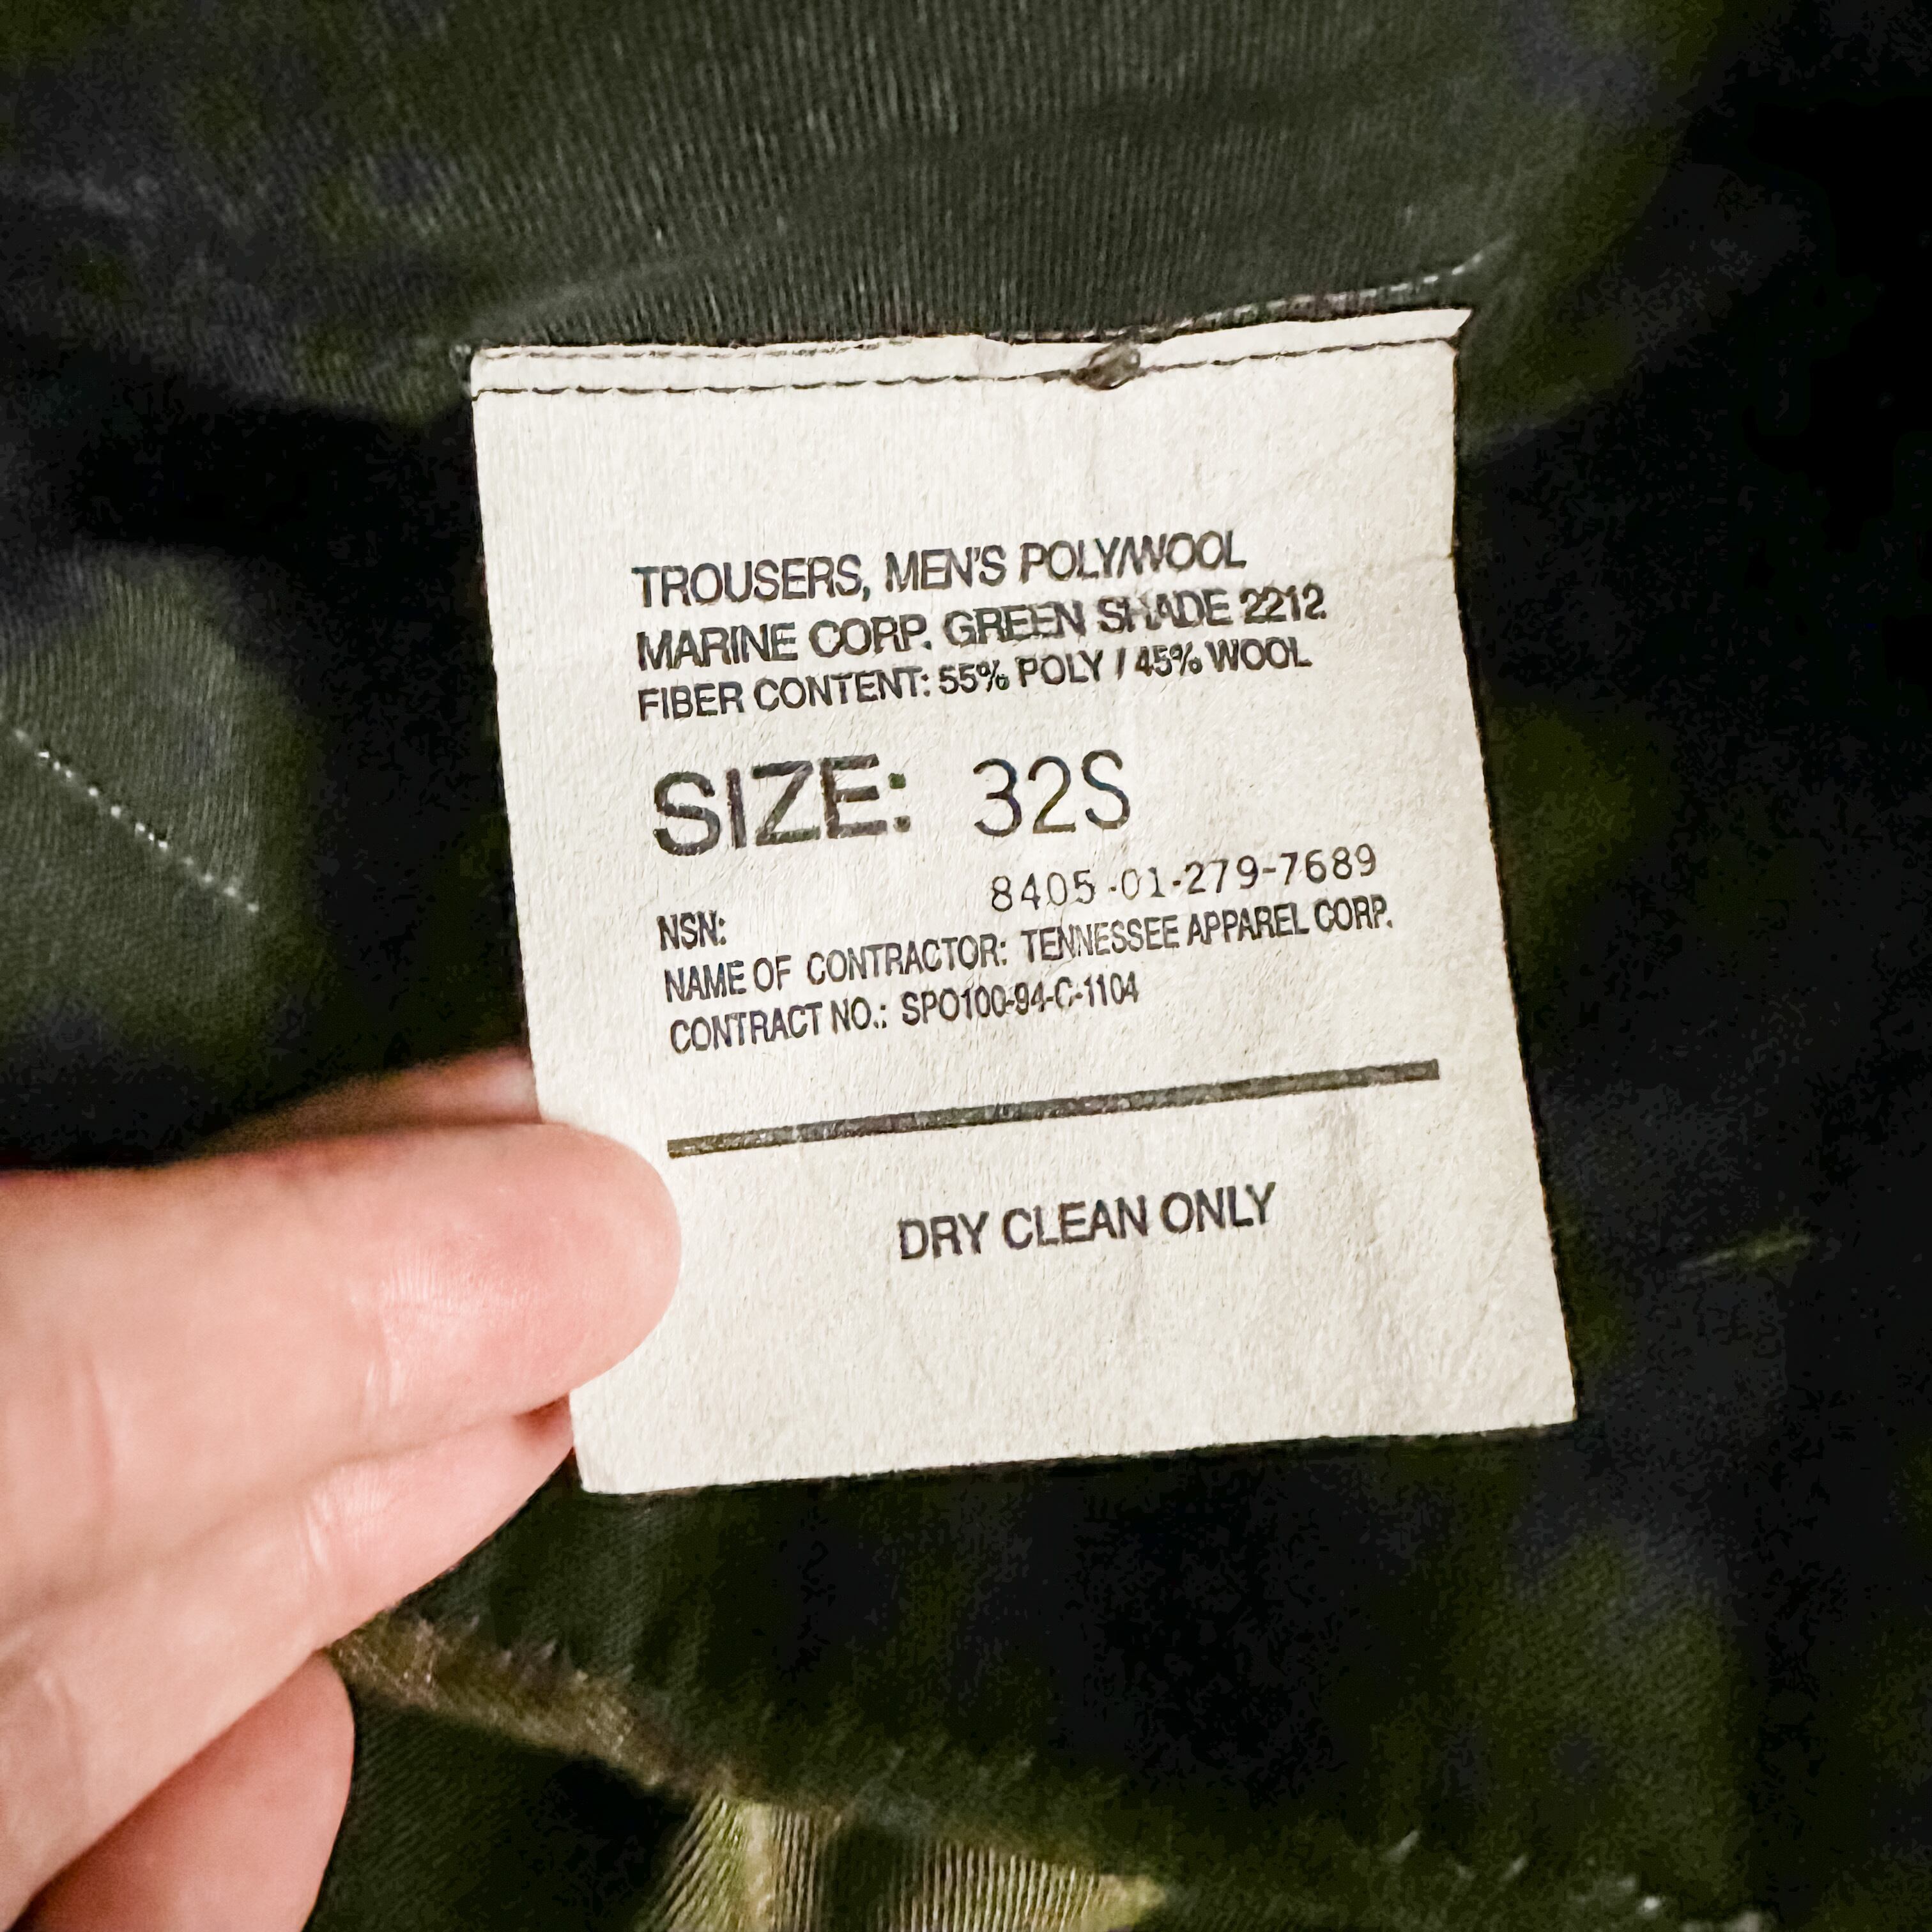 TROUSERS, MEN'S POLY/WOOL
MARINE CORP. GREEN SHADE 2212
FIBER CONTENT: 55% POLY / 45% WOOL
SIZE: 32S
8405-01-279-7689
NSN:
NAME OF CONTRACTOR: TENNESSEE APPAREL CORP.
CONTRACT NO.: SPO100-94-C-1104
DRY CLEAN ONLY